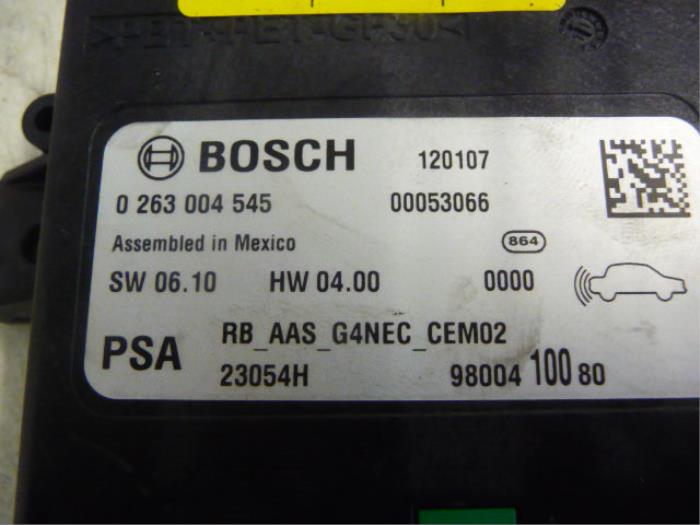 BOSCH 120107
0 263 004 545 00053066
Assembled in Mexico 864
SW 06.10 HW 04.00 0000
PSA RB_AAS_G4NEC_CEM02
23054H 98004 100 80